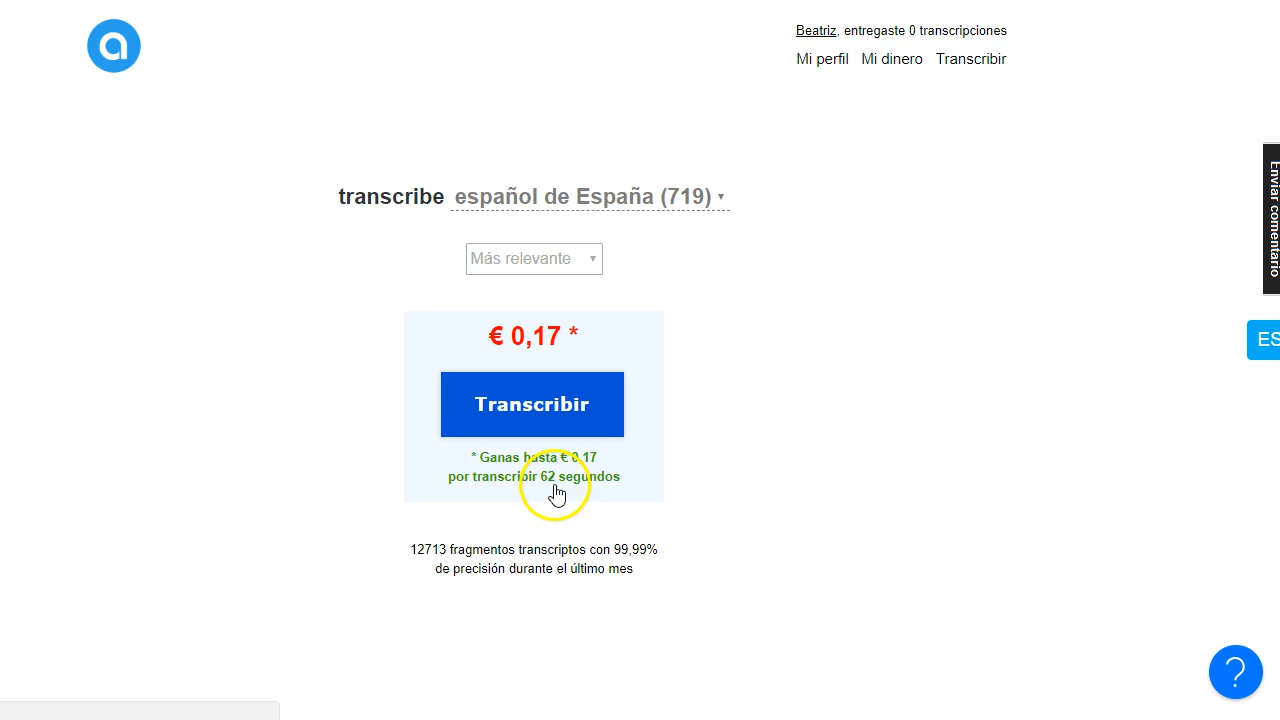 Beatriz, entregaste 0 transcripciones
Mi perfil Mi dinero Transcribir
transcribe español de España (719)
Más relevante
€ 0,17 *
Transcribir
* Ganas hasta € 0,17
por transcribir 62 segundos
12713 fragmentos transcriptos con 99,99%
de precisión durante el último mes
Enviar comentario
ES
?